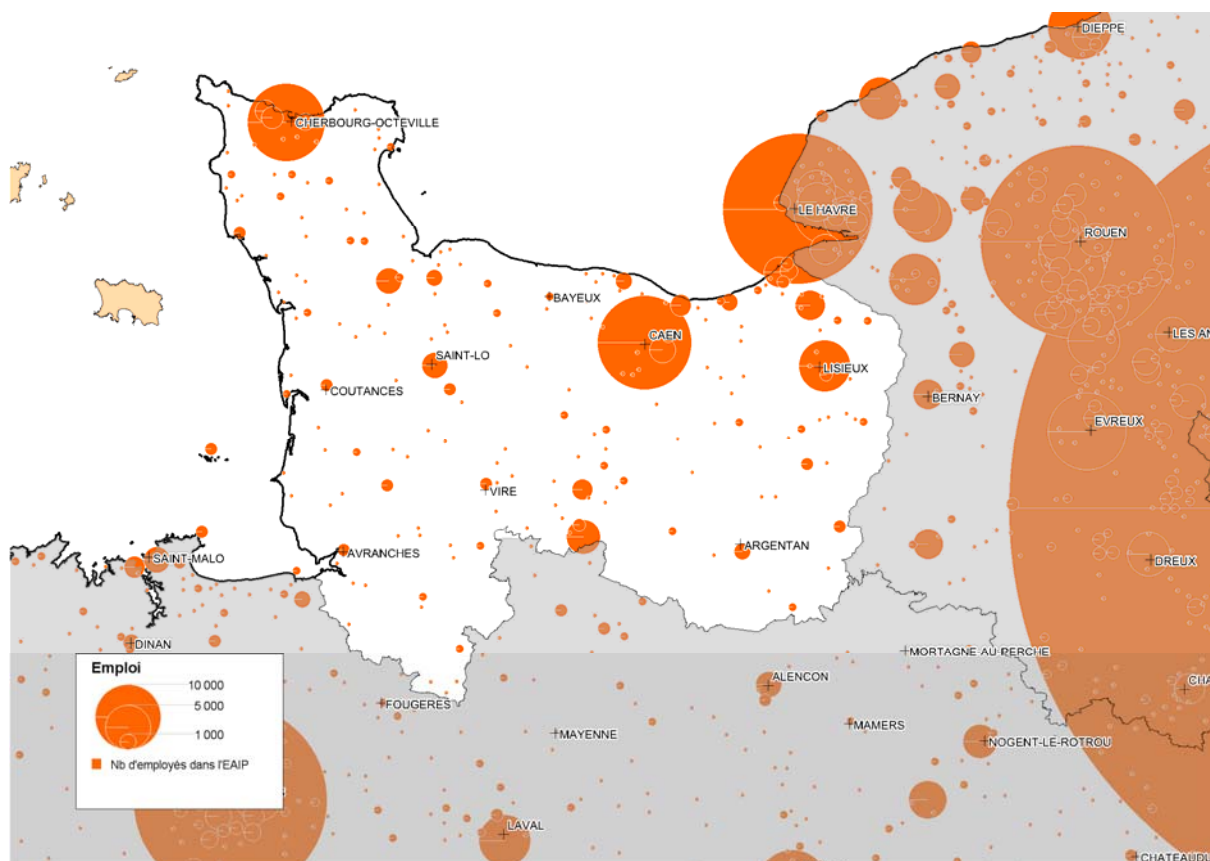 DIEPPE
CHERBOURG-OCTEVILLE
LE HAVRE
ROUEN
BAYEUX
CAEN
LES AN
SAINT-LO
LISIEUX
COUTANCES
BERNAY
EVREUX
VIRE
ARGENTAN
AVRANCHES
SAINT-MALO
DREUX
DINAN
MORTAGNE-AU-PERCHE
Emploi
10 000
5 000
1 000
Nb d'employés dans l'EAIP
ALENCON
CHA
FOUGERES
MAMERS
MAYENNE
NOGENT-LE-ROTROU
LAVAL
CHATEAUDU